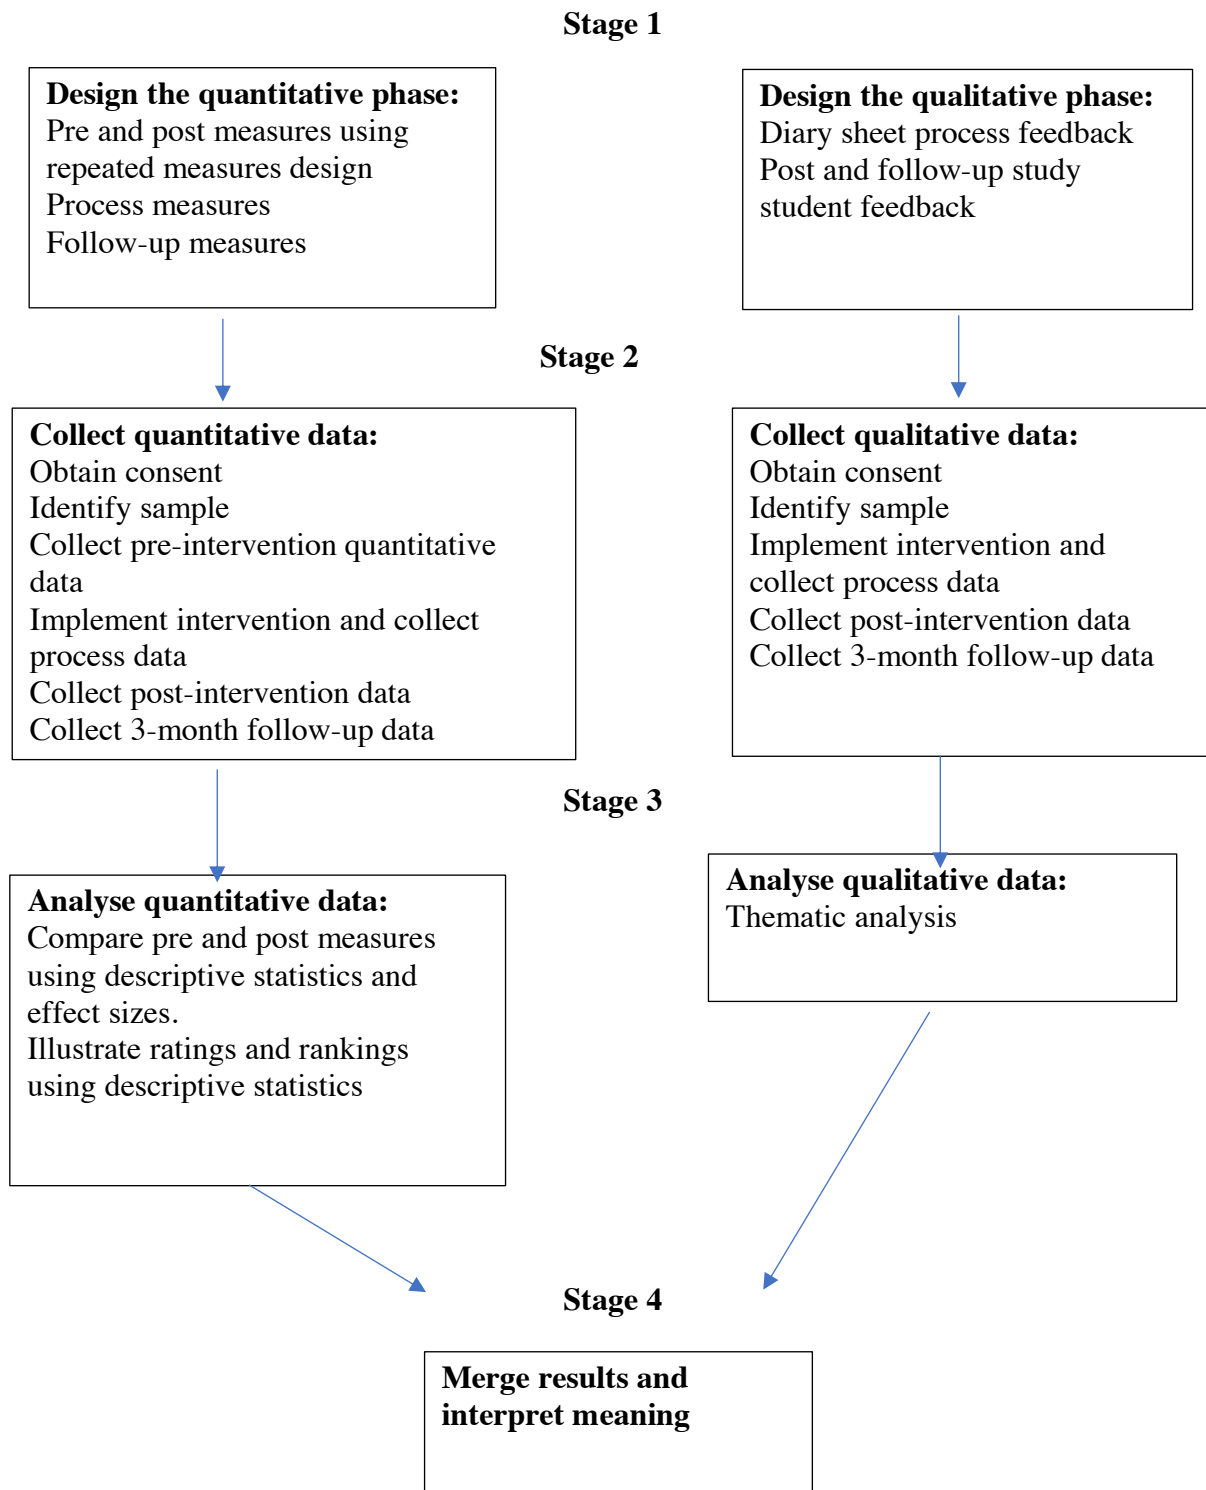 Stage 1
Design the quantitative phase:
Pre and post measures using
repeated measures design
Process measures
Follow-up measures
Design the qualitative phase:
Diary sheet process feedback
Post and follow-up study
student feedback
Stage 2
Collect quantitative data:
Obtain consent
Identify sample
Collect pre-intervention quantitative
data
Implement intervention and collect
process data
Collect post-intervention data
Collect 3-month follow-up data
Collect qualitative data:
Obtain consent
Identify sample
Implement intervention and
collect process data
Collect post-intervention data
Collect 3-month follow-up data
Stage 3
Analyse quantitative data:
Compare pre and post measures
using descriptive statistics and
effect sizes.
Illustrate ratings and rankings
using descriptive statistics
Analyse qualitative data:
Thematic analysis
Stage 4
Merge results and
interpret meaning